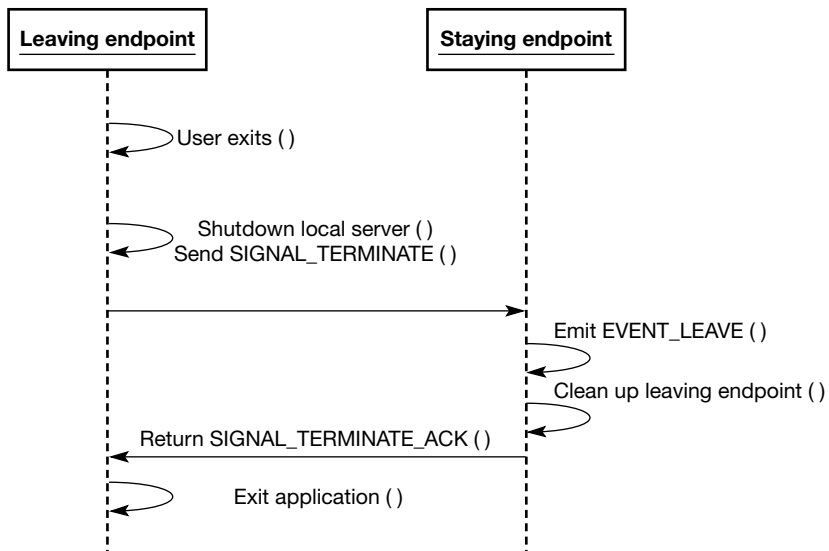 Leaving endpoint
Staying endpoint
User exits ( )
Shutdown local server ( )
Send SIGNAL_TERMINATE ( )
Emit EVENT_LEAVE ( )
Clean up leaving endpoint ( )
Return SIGNAL_TERMINATE_ACK ( )
Exit application ( )